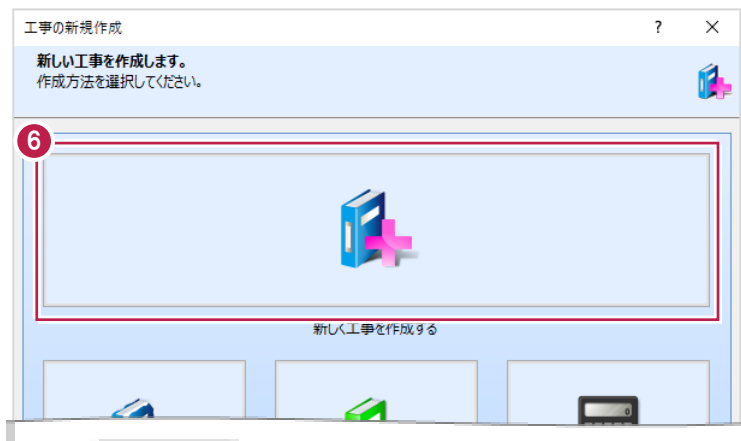 工事の新規作成 ? ×
新しい工事を作成します。
作成方法を選択してください。
6
新しく工事を作成する
0